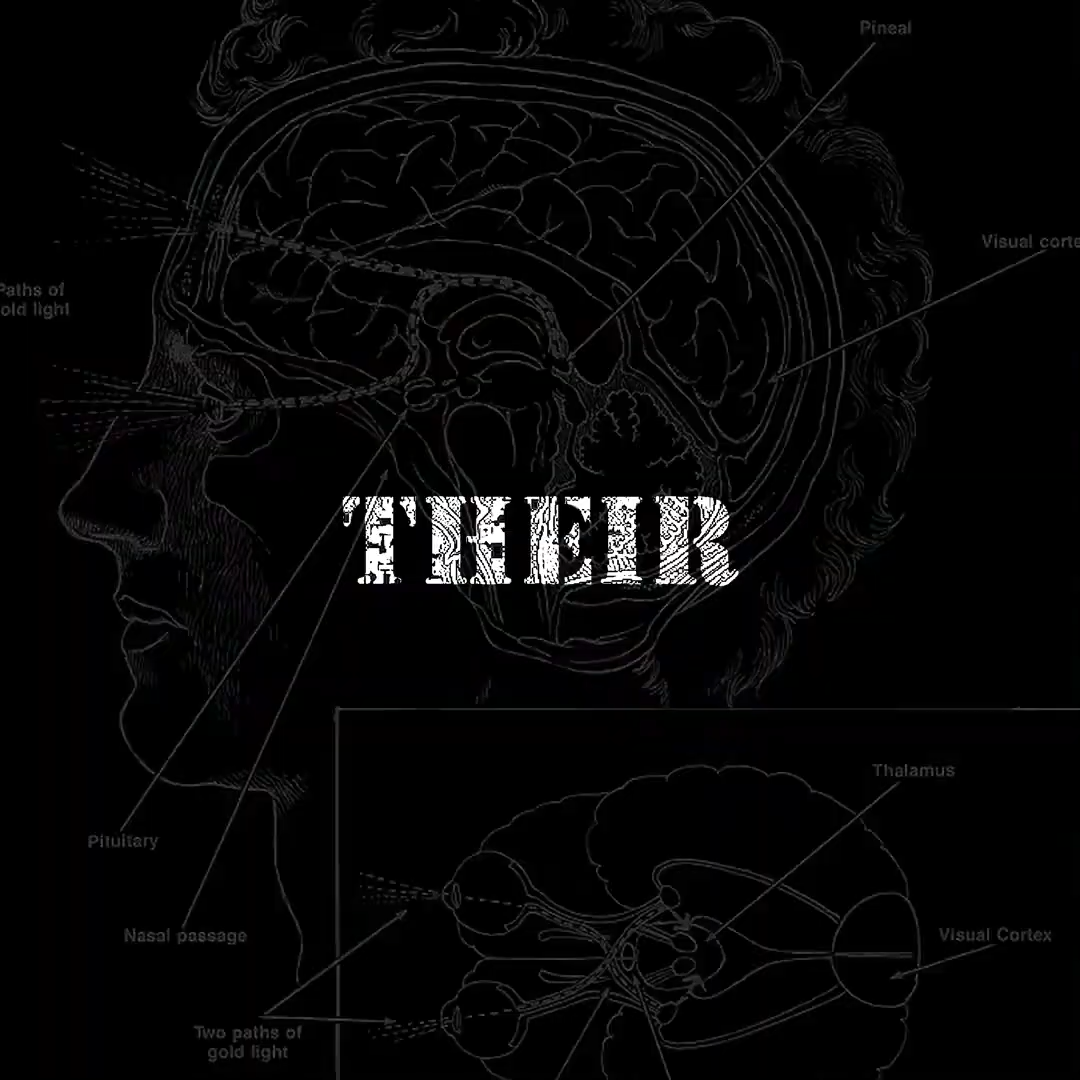 Pineal
Visual corte
Paths of
old light
THEIR
Thalamus
Pituitary
Nasal passage
Visual Cortex
Two paths of
gold light